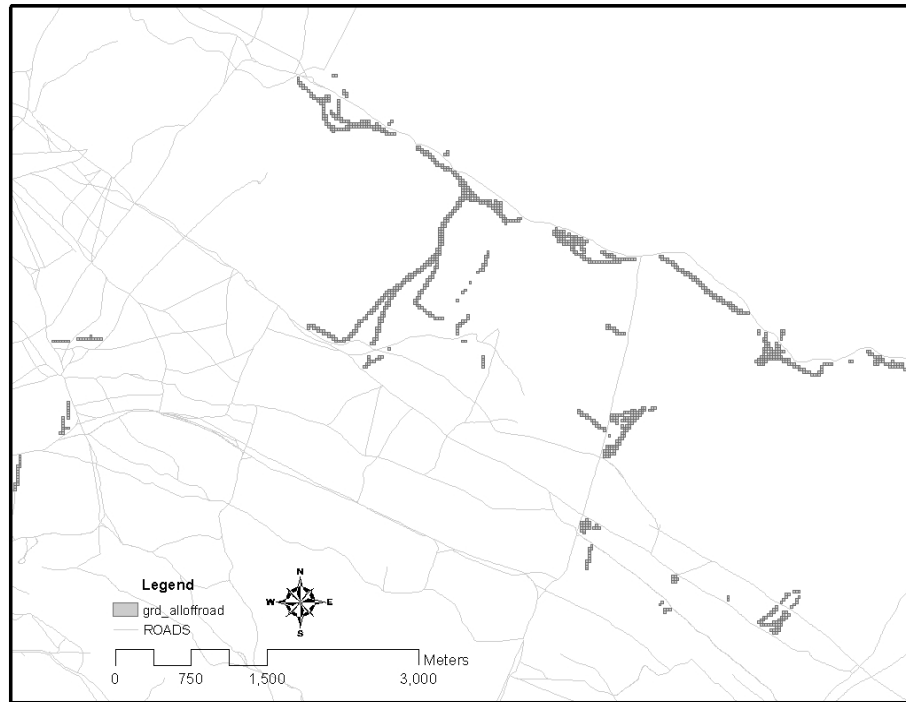 Legend
grd_alloffroad
ROADS
N
W E
S
Meters
0 750 1,500 3,000